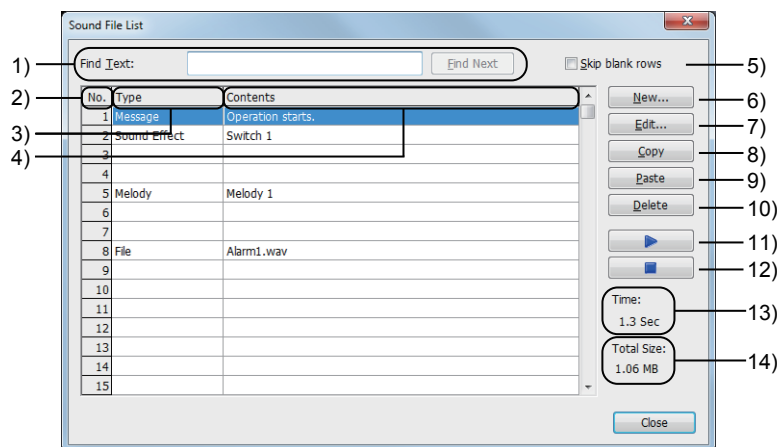 Sound File List
1) Find Text: Find Next Skip blank rows 5)
2) No. Type Contents New... 6)
1 Message Operation starts.
3) Edit... 7)
2 Sound Effect Switch 1
4) Copy 8)
3
4
Paste 9)
5 Melody Melody 1
Delete 10)
6
7
11)
8 File Alarm1.wav
12)
9
10
Time:
11
1.3 Sec 13)
12
13
Total Size:
14
1.06 MB 14)
15
Close